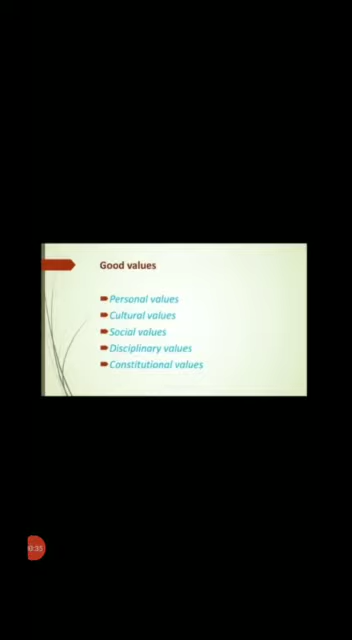 Good values
Personal values
Cultural values
Social values
Disciplinary values
Constitutional values